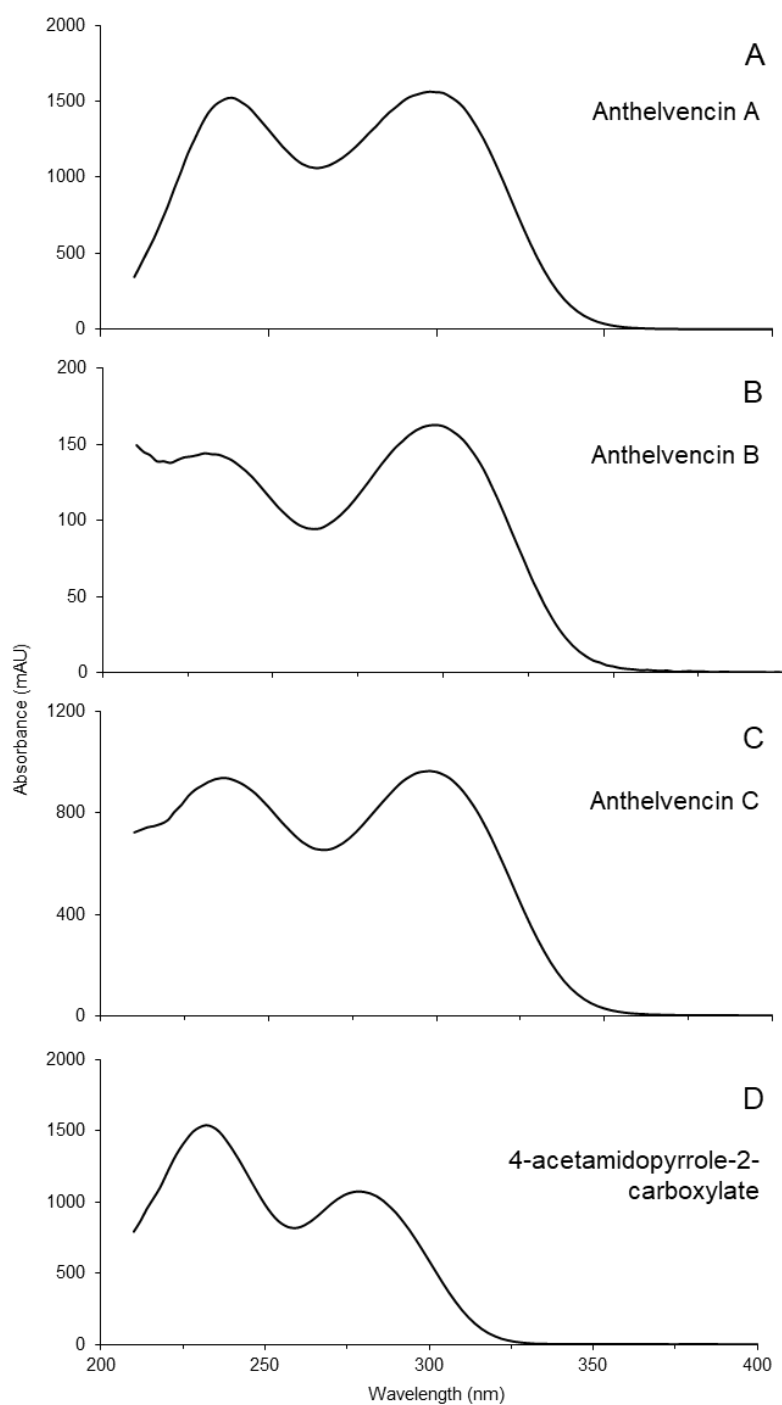 2000
A
1500
Anthelvencin A
1000
500
0
200
B
150
Anthelvencin B
100
50
0
1200
C
800
Anthelvencin C
400
0
Absorbance (mAU)
2000
D
1500
4-acetamidopyrrole-2-
carboxylate
1000
500
0
200 250 300 350 400
Wavelength (nm)